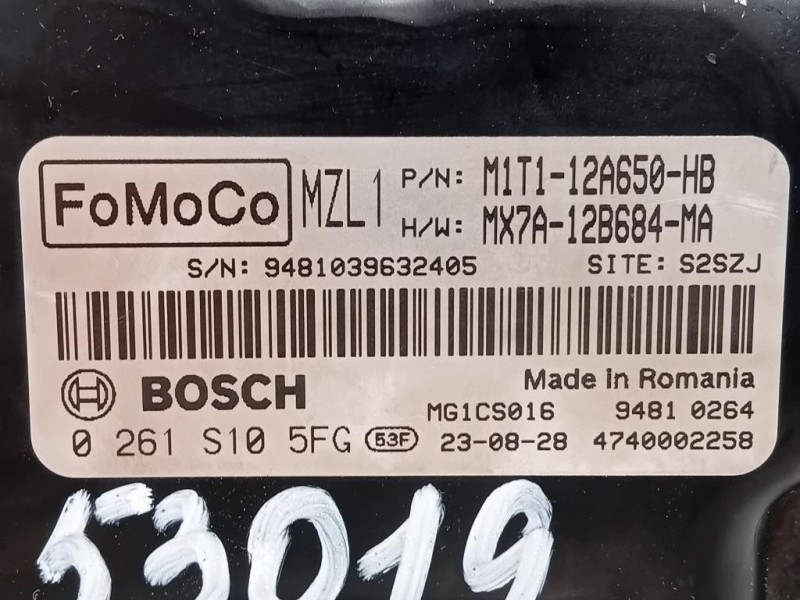 FoMoCo MZL1 P/N: M1T1-12A650-HB
H/W: MX7A-12B684-MA
S/N: 9481039632405 SITE: S2SZJ
BOSCH Made in Romania
MG1CS016 9481 0264
0 261 S10 5FG 53F 23-08-28 4740002258
53019